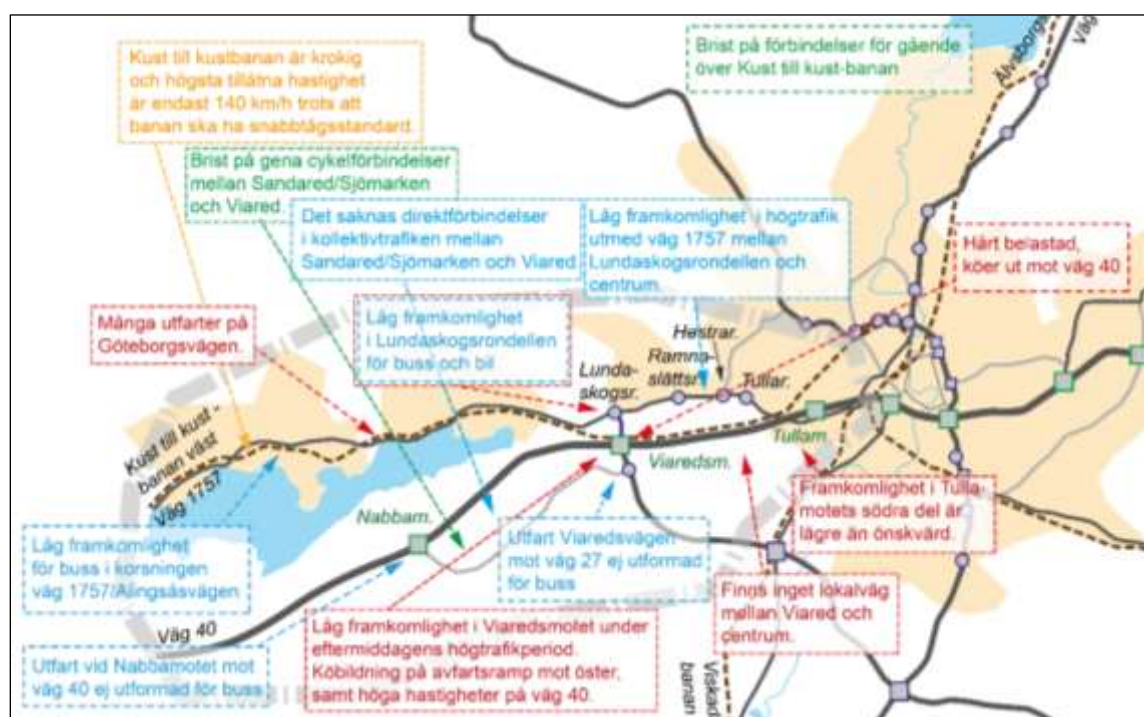 Kust till kustbanan är krokig
och högsta tillåtna hastighet
är endast 140 km/h trots att
banan ska ha snabbtågsstandard.
Brist på förbindelser för gående
över Kust till kust-banan
Älvsborgs
Väg
Brist på gena cykelförbindelser
mellan Sandared/Sjömarken
och Viared.
Det saknas direktförbindelser
i kollektivtrafiken mellan
Sandared/Sjömarken och Viared
Låg framkomlighet i högtrafik
utmed väg 1757 mellan
Lundaskogsrondellen och
centrum.
Hårt belastad,
köer ut mot väg 40
Många utfarter på
Göteborgsvägen.
Låg framkomlighet
i Lundaskogsrondellen
för buss och bil
Hestrar.
Ramna-
slättsr.
Tullar.
Lunda-
skogsr.
Kust till kust -
banan väst
Väg 1757
Viaredsm.
Tullam.
Nabbam.
Låg framkomlighet
för buss i korsningen
väg 1757/Alingsåsvägen
Utfart Viaredsvägen
mot väg 27 ej utformad
för buss
Framkomlighet i Tulla-
motets södra del är
lägre än önskvärd.
Finns inget lokalväg
mellan Viared och
centrum.
Väg 40
Utfart vid Nabbamotet mot
väg 40 ej utformad för buss
Låg framkomlighet i Viaredsmotet under
eftermiddagens högtrafikperiod.
Köbildning på avfartsramp mot öster,
samt höga hastigheter på väg 40.
Viskad
banan